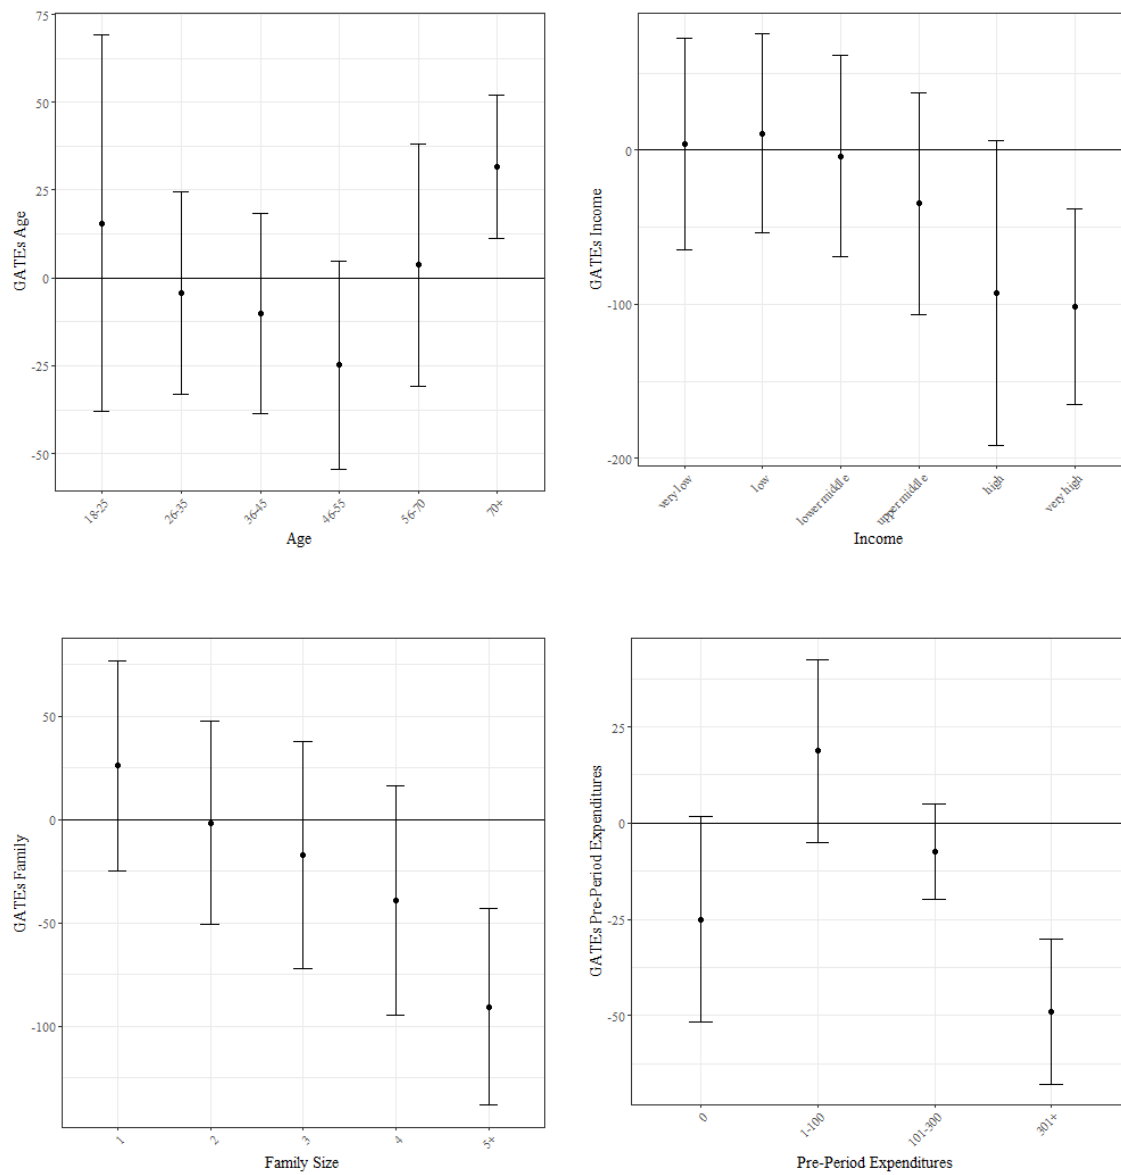 75
50
25
0
-25
-50
GATEs Age
18-25
26-35
36-45
46-55
56-70
70+
Age
0
-100
-200
GATEs Income
very low
low
lower middle
upper middle
high
very high
Income
50
0
-50
-100
GATEs Family
1
2
3
4
5+
Family Size
25
0
-25
-50
GATEs Pre-Period Expenditures
0
1-100
101-300
301+
Pre-Period Expenditures